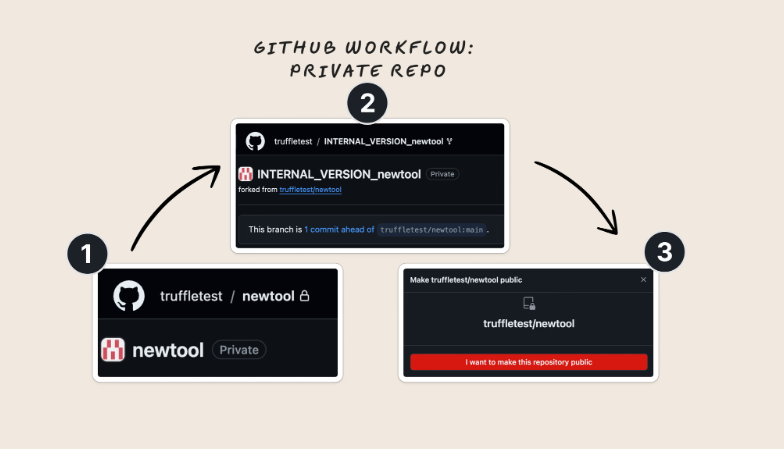 GITHUB WORKFLOW:
PRIVATE REPO
2
truffletest / INTERNAL_VERSION_newtool
INTERNAL_VERSION_newtool Private
forked from truffletest/newtool
This branch is 1 commit ahead of truffletest/newtool:main .
1
truffletest / newtool
newtool Private
3
Make truffletest/newtool public
truffletest/newtool
I want to make this repository public